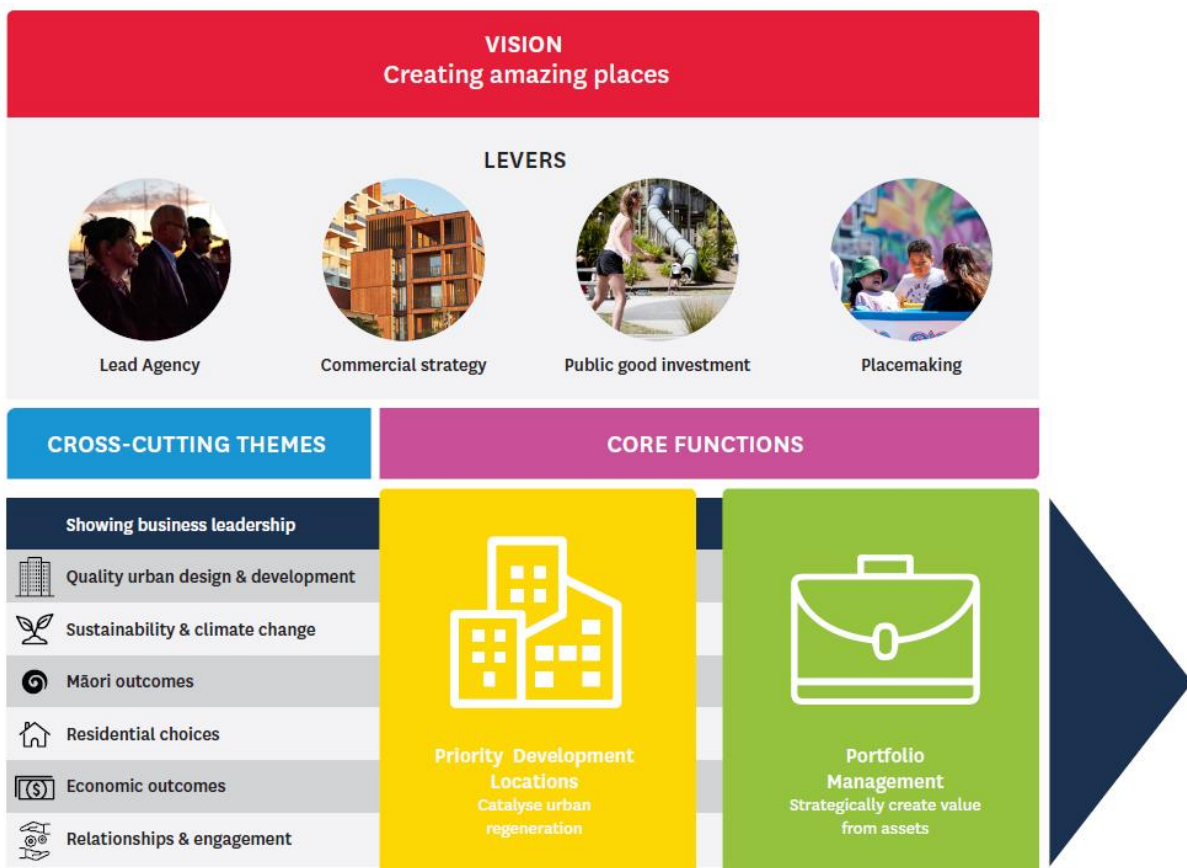 VISION
Creating amazing places
LEVERS
Lead Agency
Commercial strategy
Public good investment
Placemaking
CROSS-CUTTING THEMES
CORE FUNCTIONS
Showing business leadership
Quality urban design & development
Sustainability & climate change
Māori outcomes
Residential choices
Economic outcomes
Relationships & engagement
Priority Development
Locations
Catalyse urban
regeneration
Portfolio
Management
Strategically create value
from assets